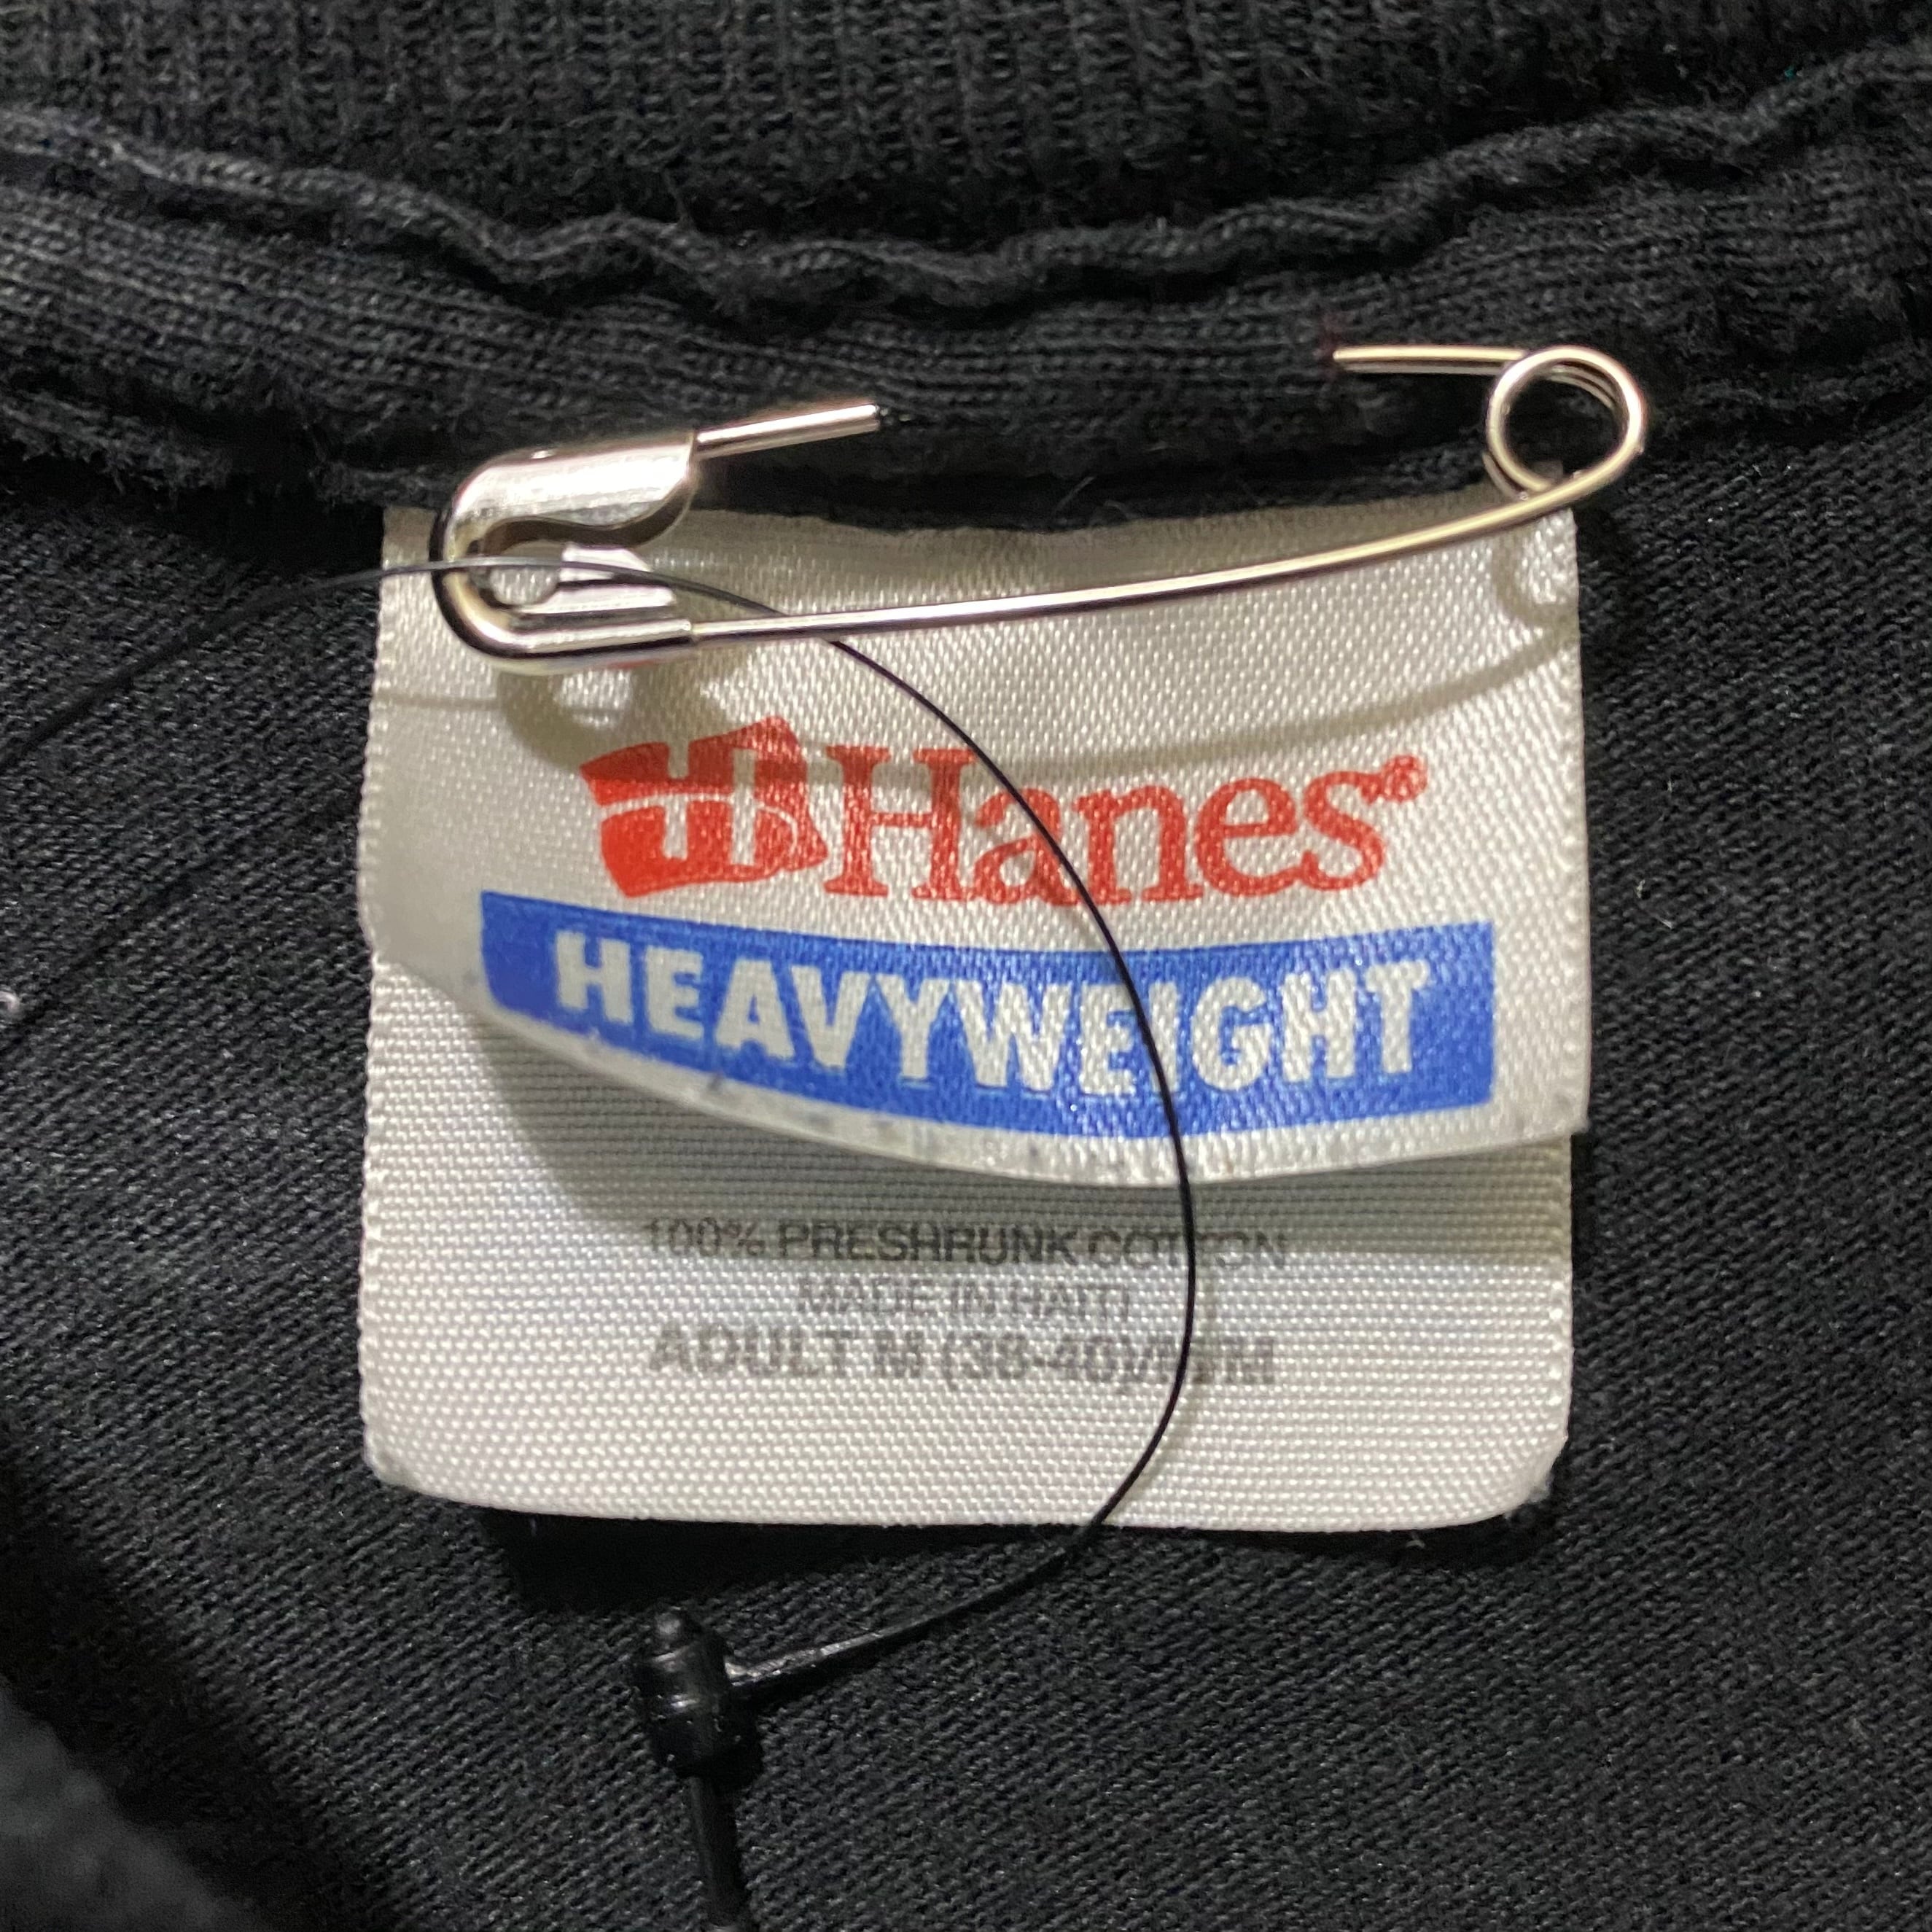 Hanes®
HEAVYWEIGHT
100% PRESHRUNK COTTON
MADE IN HAITI
ADULT M (38-40)